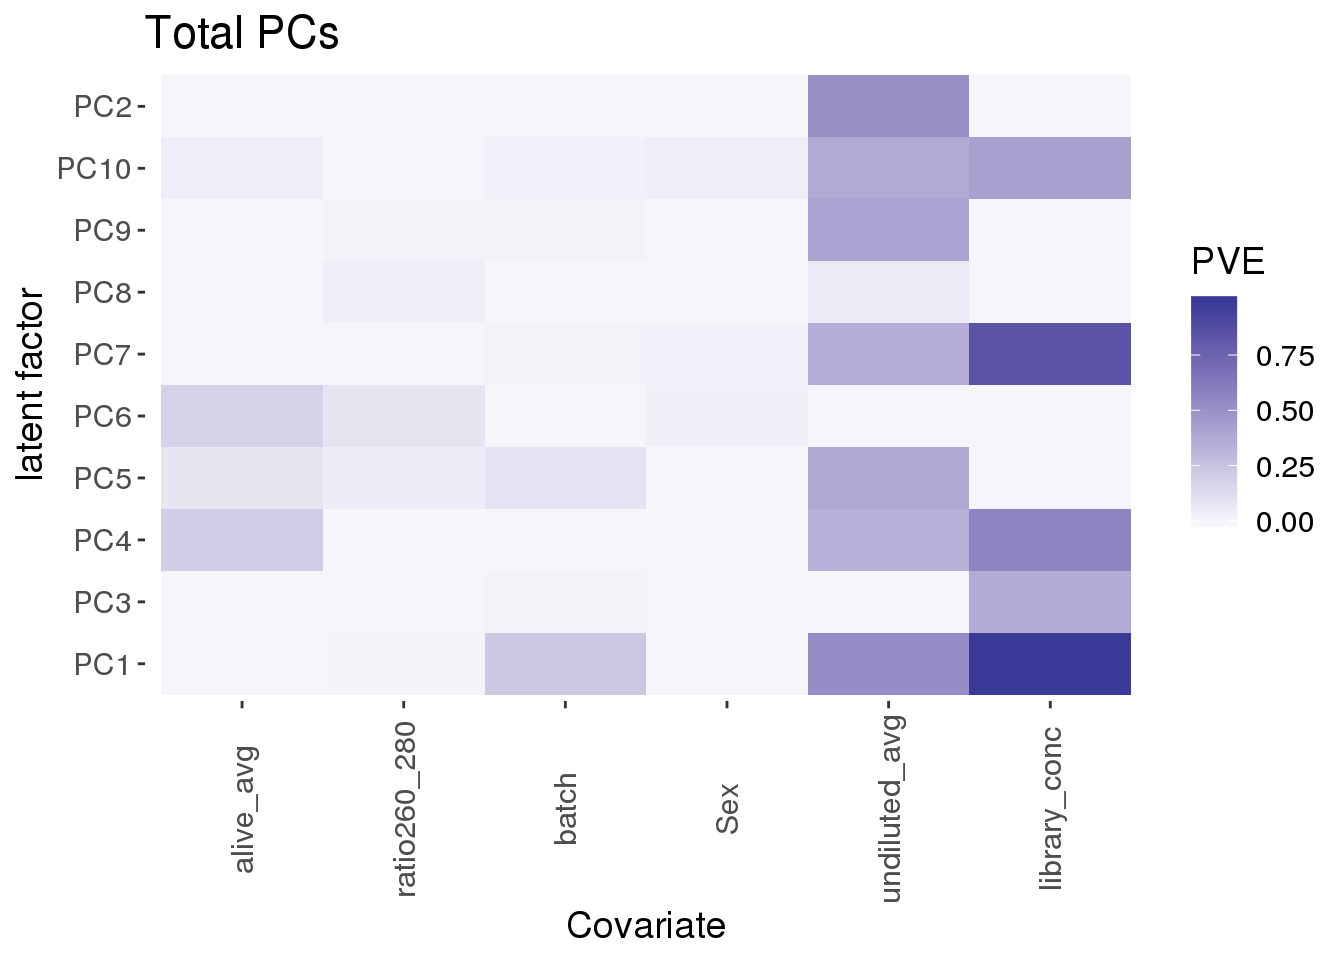 Total PCs
latent factor
PC2
PC10
PC9
PC8
PC7
PC6
PC5
PC4
PC3
PC1
alive_avg
ratio260_280
batch
Sex
undiluted_avg
library_conc
Covariate
PVE
0.75
0.50
0.25
0.00